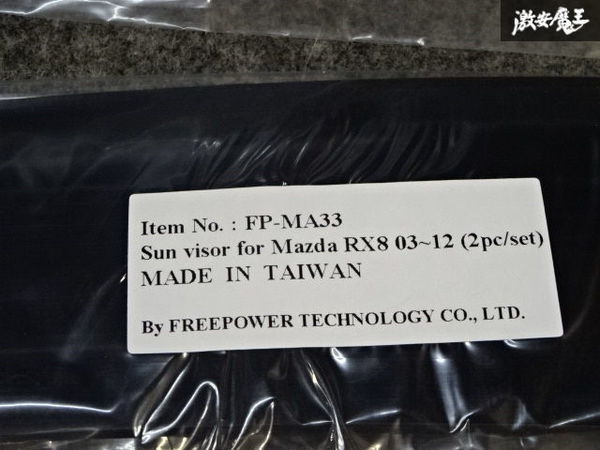 激安魔王
Item No. : FP-MA33
Sun visor for Mazda RX8 03~12 (2pc/set)
MADE IN TAIWAN
By FREEPOWER TECHNOLOGY CO., LTD.